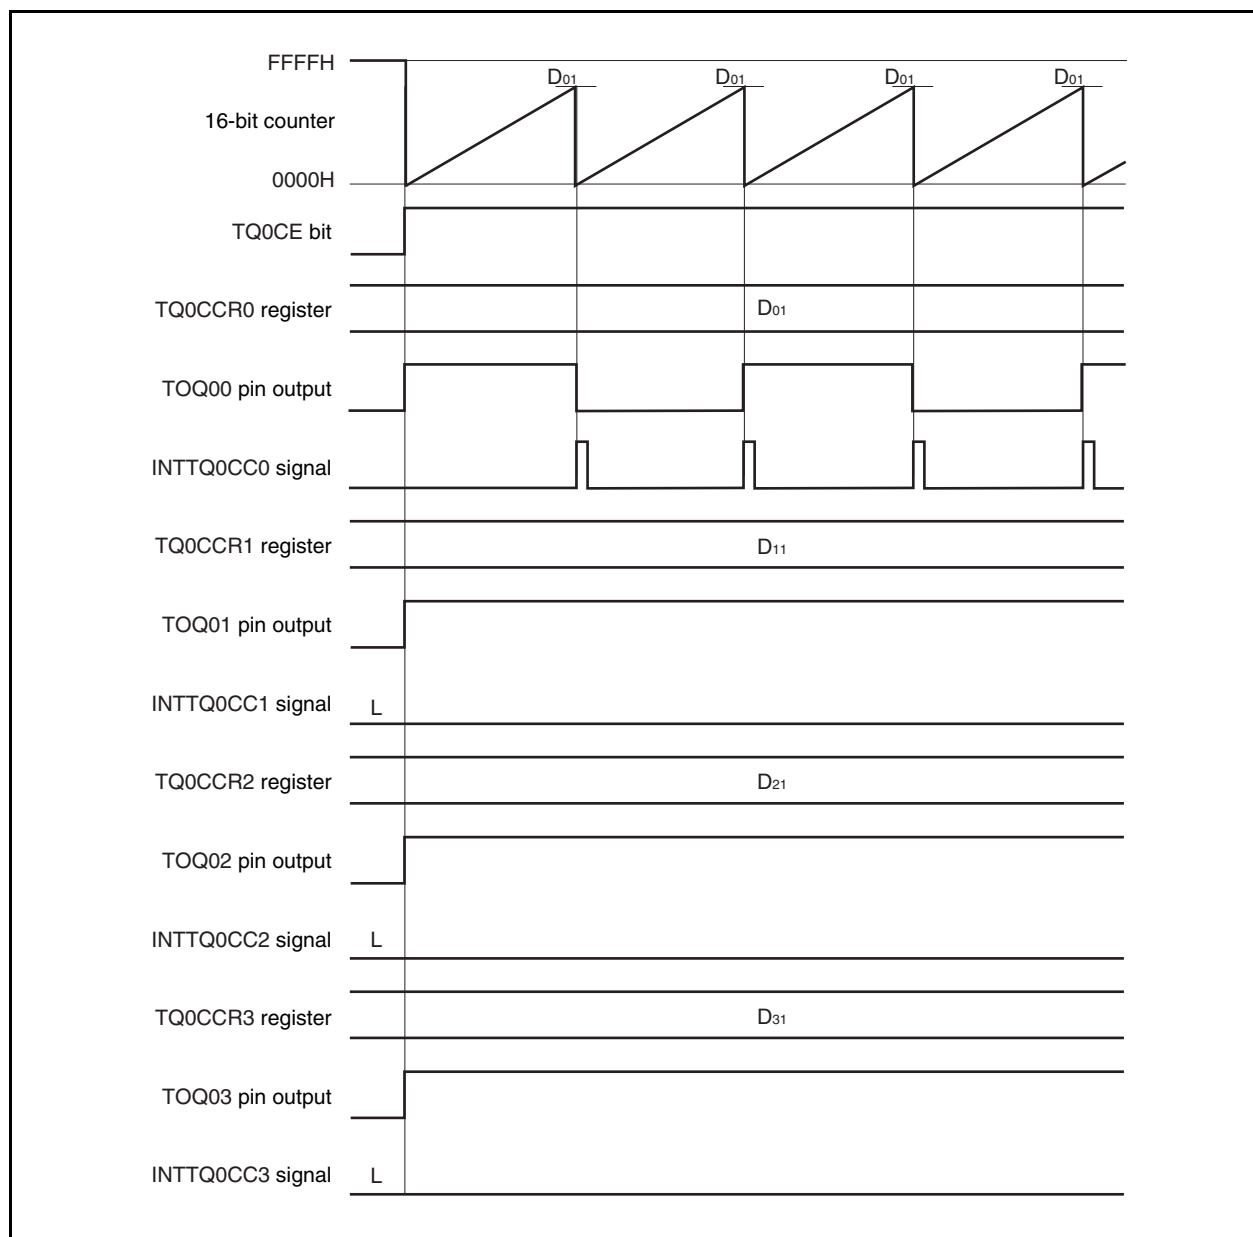 FFFFH
D01 D01 D01 D01
16-bit counter
0000H
TQ0CE bit
TQ0CCR0 register D01
TOQ00 pin output
INTTQ0CC0 signal
TQ0CCR1 register D11
TOQ01 pin output
INTTQ0CC1 signal L
TQ0CCR2 register D21
TOQ02 pin output
INTTQ0CC2 signal L
TQ0CCR3 register D31
TOQ03 pin output
INTTQ0CC3 signal L